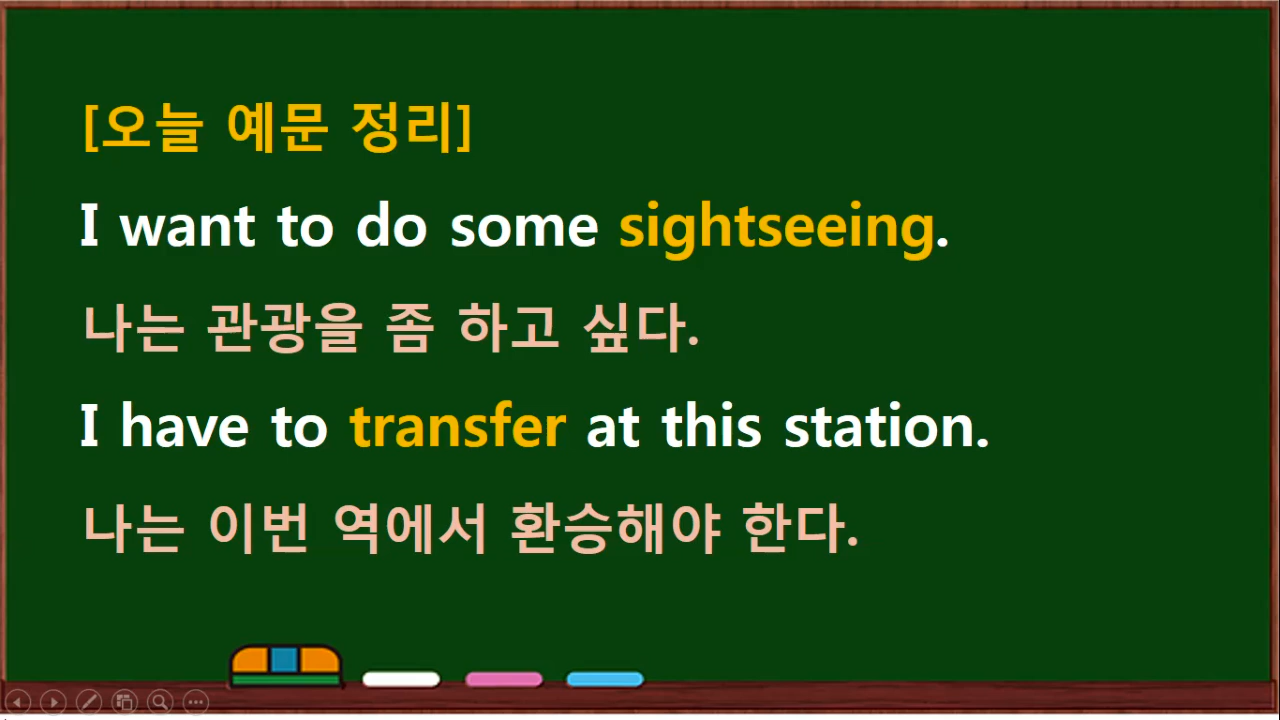 [오늘 예문 정리]
I want to do some sightseeing.
나는 관광을 좀 하고 싶다.
I have to transfer at this station.
나는 이번 역에서 환승해야 한다.